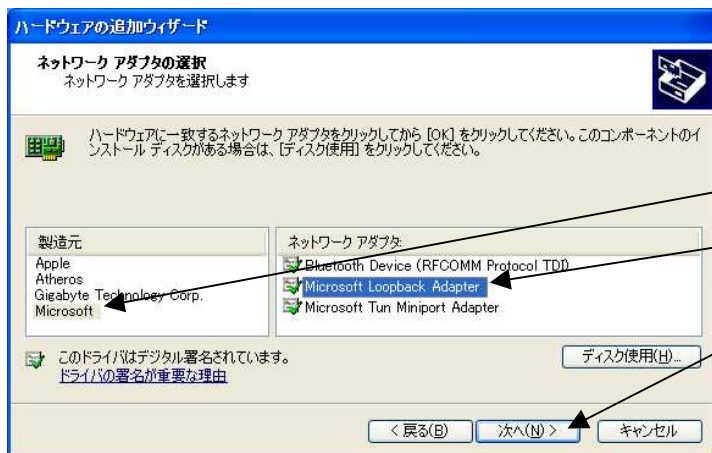 ハードウェアの追加ウィザード
ネットワーク アダプタの選択
ネットワーク アダプタを選択します
ハードウェアに一致するネットワーク アダプタをクリックしてから [OK] をクリックしてください。このコンポーネントのイ
ンストール ディスクがある場合は、[ディスク使用] をクリックしてください。
製造元
Apple
Atheros
Gigabyte Technology Corp.
Microsoft
ネットワーク アダプタ:
Bluetooth Device (RFCOMM Protocol TDI)
Microsoft Loopback Adapter
Microsoft Tun Miniport Adapter
このドライバはデジタル署名されています。
ドライバの署名が重要な理由
ディスク使用(H)...
< 戻る(B)
次へ(N) >
キャンセル